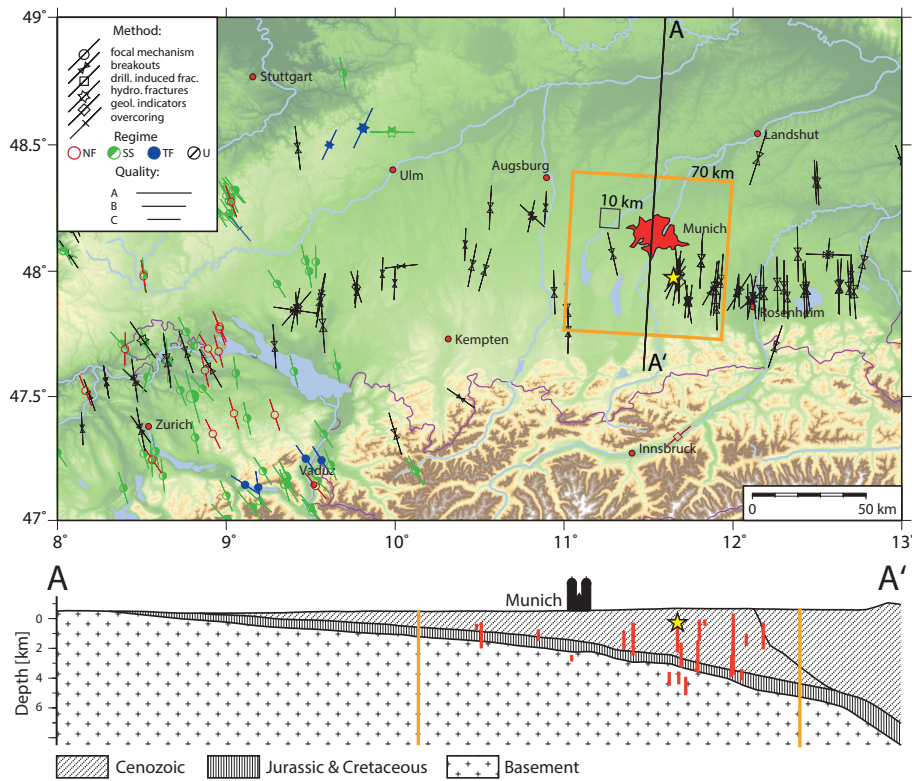 49°
48.5°
48°
47.5°
47°
8°
9°
10°
11°
12°
13°
Method:
focal mechanism
breakouts
drill. induced frac.
hydro. fractures
geol. indicators
overcoring
Regime
NF
SS
TF
U
Quality:
A
B
C
A
Stuttgart
Landshut
Augsburg
Ulm
70 km
10 km
Munich
Rosenheim
Kempten
A‘
Zurich
Innsbruck
Vaduz
0
50 km
A
A‘
Munich
Depth [km]
0
2
4
6
Cenozoic
Jurassic & Cretaceous
Basement